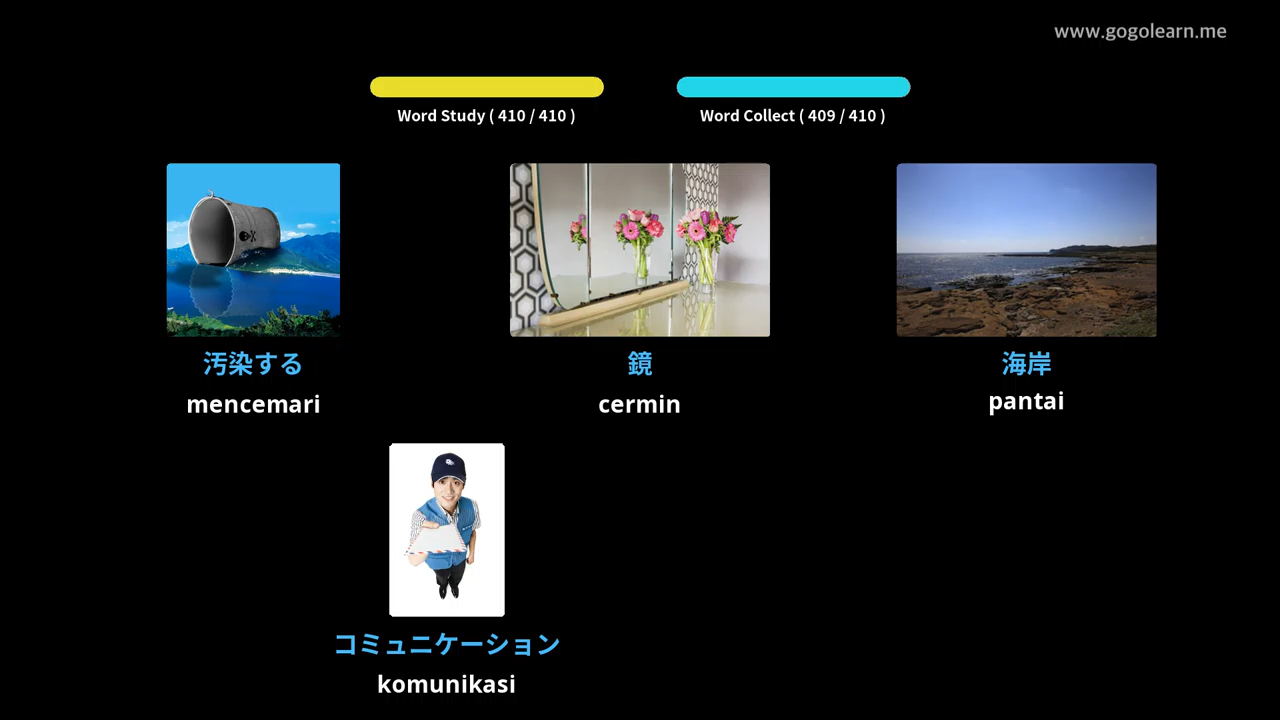 www.gogolearn.me
Word Study ( 410 / 410 )
Word Collect ( 409 / 410 )
汚染する
mencemari
鏡
cermin
海岸
pantai
コミュニケーション
komunikasi